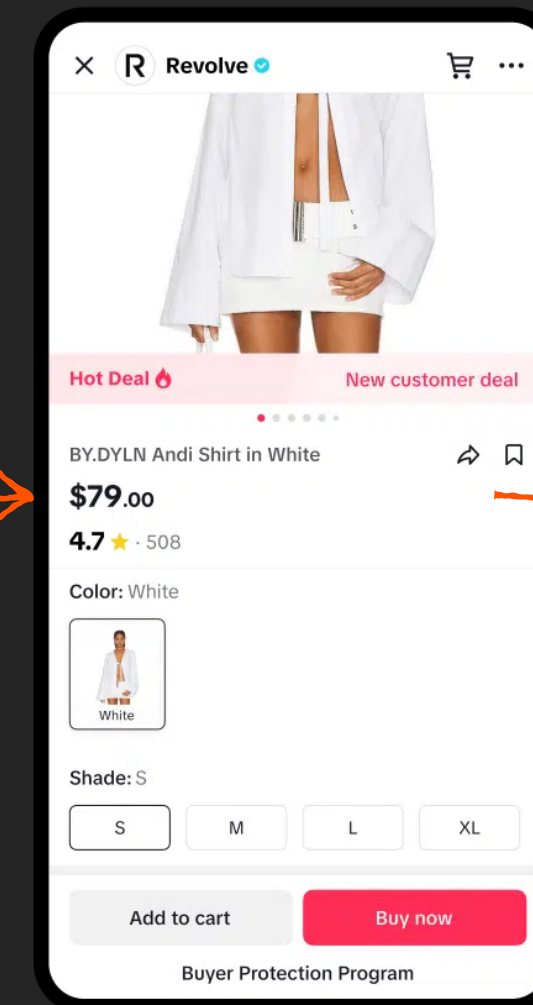 R Revolve
Hot Deal New customer deal
BY.DYLN Andi Shirt in White
$79.00
4.7 · 508
Color: White
White
Shade: S
S M L XL
Add to cart Buy now
Buyer Protection Program